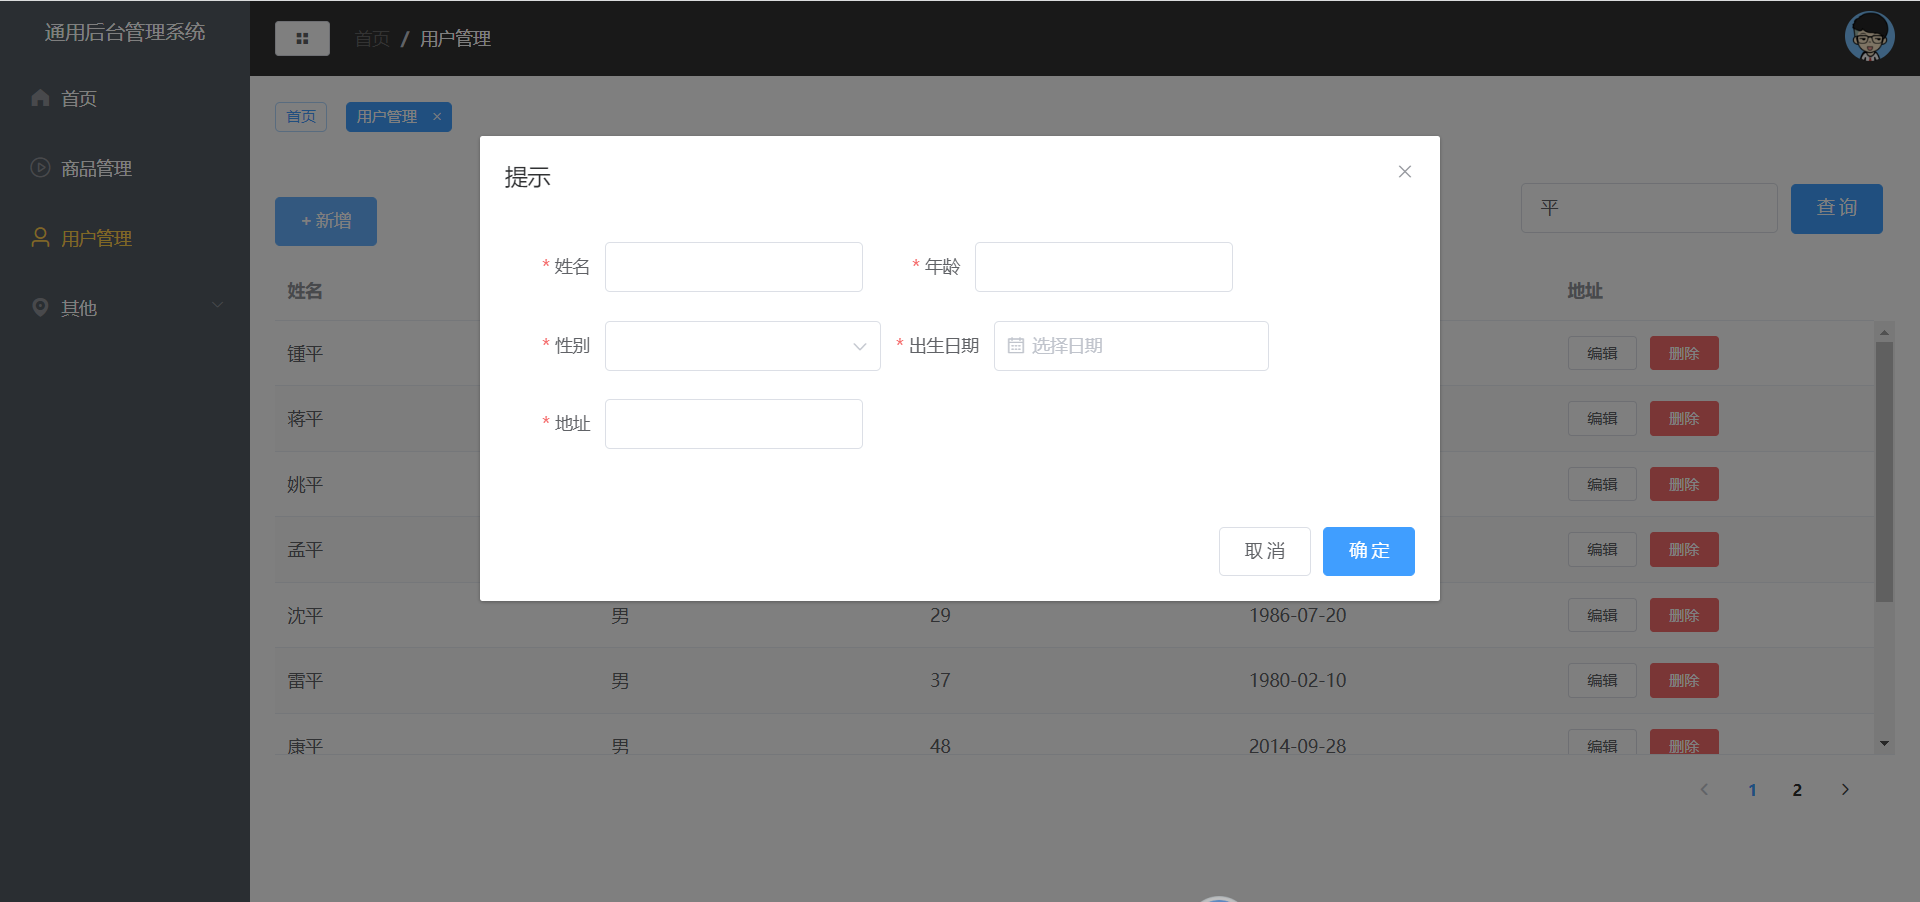 通用后台管理系统
首页
商品管理
用户管理
其他
首页 / 用户管理
首页
用户管理 ×
+ 新增
平
查询
提示
* 姓名
* 年龄
* 性别
* 出生日期
选择日期
* 地址
取消
确定
姓名
地址
锺平
编辑 删除
蒋平
编辑 删除
姚平
编辑 删除
孟平
编辑 删除
沈平 男 29 1986-07-20 编辑 删除
雷平 男 37 1980-02-10 编辑 删除
康平 男 48 2014-09-28 编辑 删除
1 2